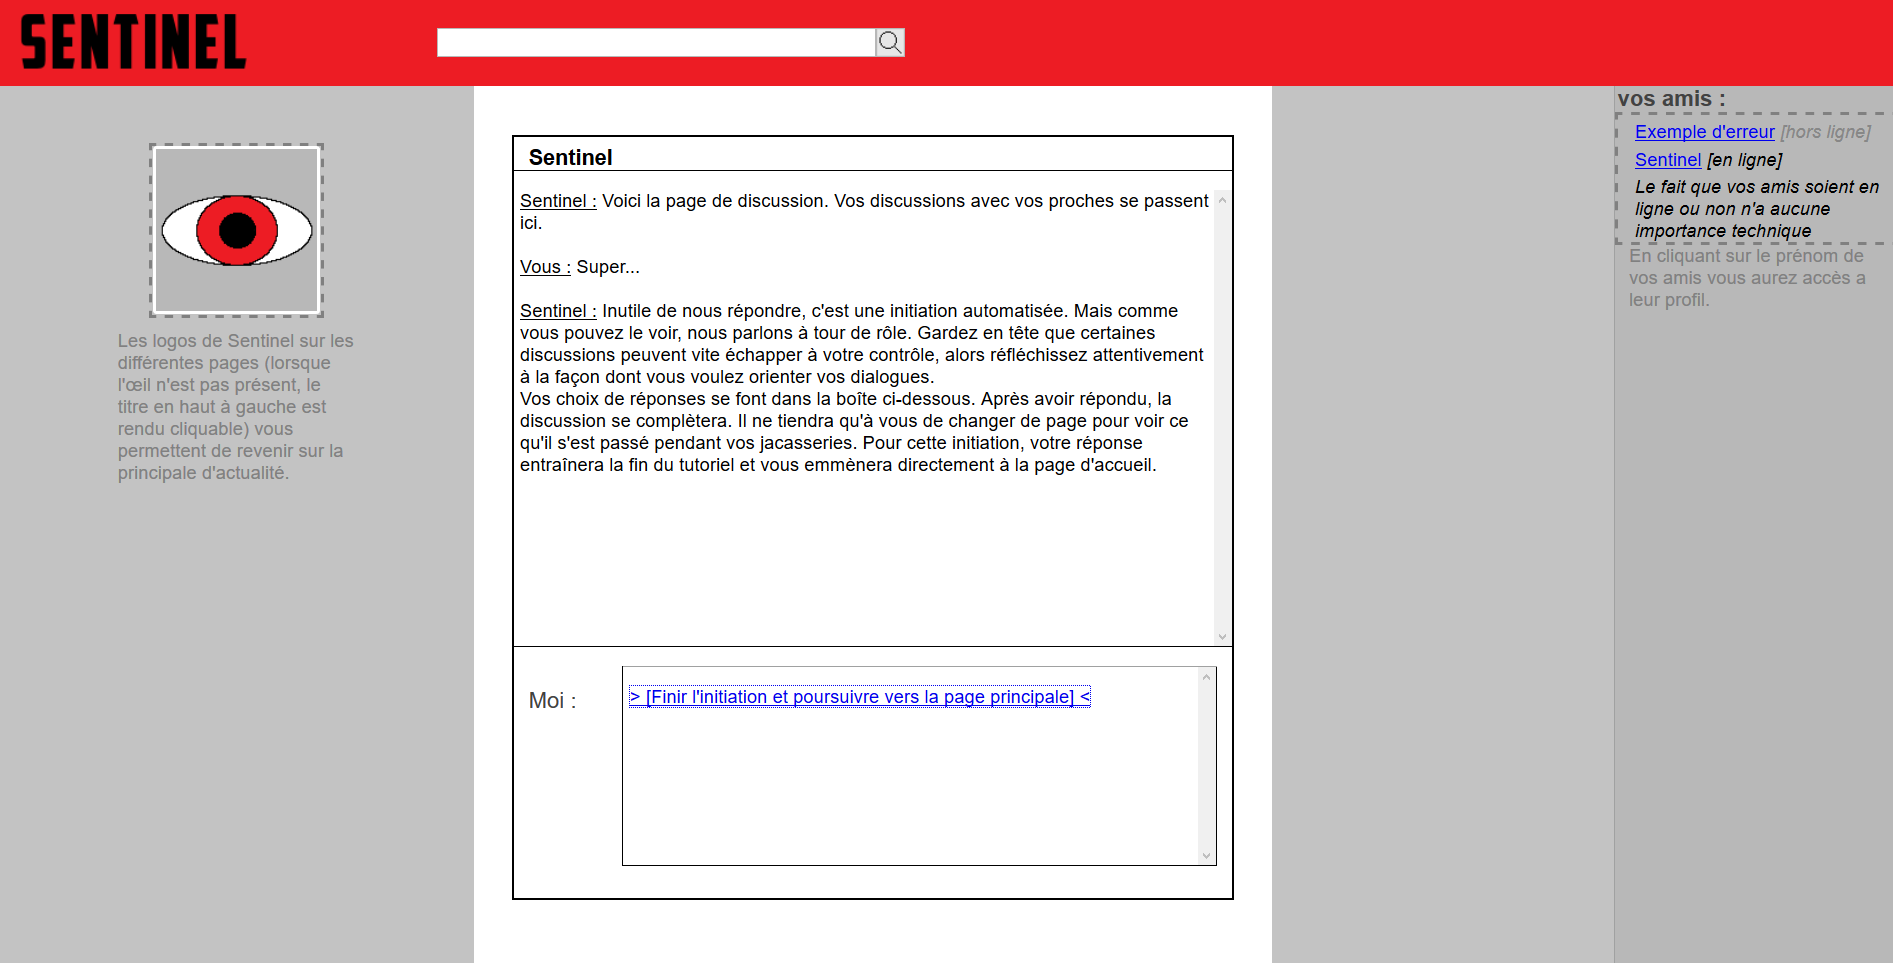 SENTINEL
Les logos de Sentinel sur les
différentes pages (lorsque
l'œil n'est pas présent, le
titre en haut à gauche est
rendu cliquable) vous
permettent de revenir sur la
principale d'actualité.
Sentinel
Sentinel : Voici la page de discussion. Vos discussions avec vos proches se passent
ici.
Vous : Super...
Sentinel : Inutile de nous répondre, c'est une initiation automatisée. Mais comme
vous pouvez le voir, nous parlons à tour de rôle. Gardez en tête que certaines
discussions peuvent vite échapper à votre contrôle, alors réfléchissez attentivement
à la façon dont vous voulez orienter vos dialogues.
Vos choix de réponses se font dans la boîte ci-dessous. Après avoir répondu, la
discussion se complètera. Il ne tiendra qu'à vous de changer de page pour voir ce
qu'il s'est passé pendant vos jacasseries. Pour cette initiation, votre réponse
entraînera la fin du tutoriel et vous emmènera directement à la page d'accueil.
Moi :
> [Finir l'initiation et poursuivre vers la page principale] <
vos amis :
Exemple d'erreur [hors ligne]
Sentinel [en ligne]
Le fait que vos amis soient en
ligne ou non n'a aucune
importance technique
En cliquant sur le prénom de
vos amis vous aurez accès a
leur profil.